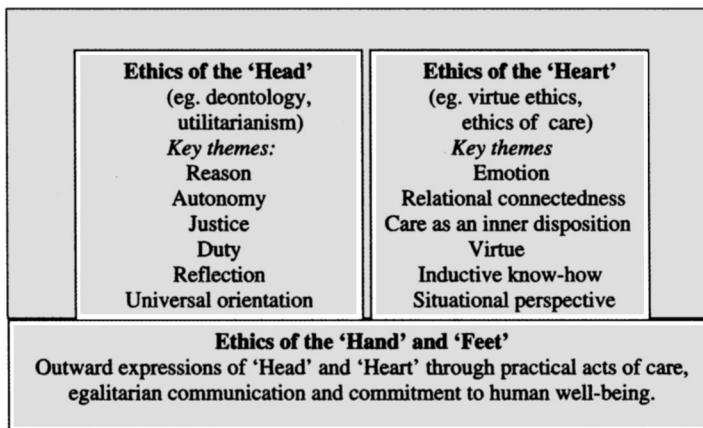 Ethics of the ‘Head’
(eg. deontology,
utilitarianism)
Key themes:
Reason
Autonomy
Justice
Duty
Reflection
Universal orientation
Ethics of the ‘Heart’
(eg. virtue ethics,
ethics of care)
Key themes
Emotion
Relational connectedness
Care as an inner disposition
Virtue
Inductive know-how
Situational perspective
Ethics of the ‘Hand’ and ‘Feet’
Outward expressions of ‘Head’ and ‘Heart’ through practical acts of care,
egalitarian communication and commitment to human well-being.